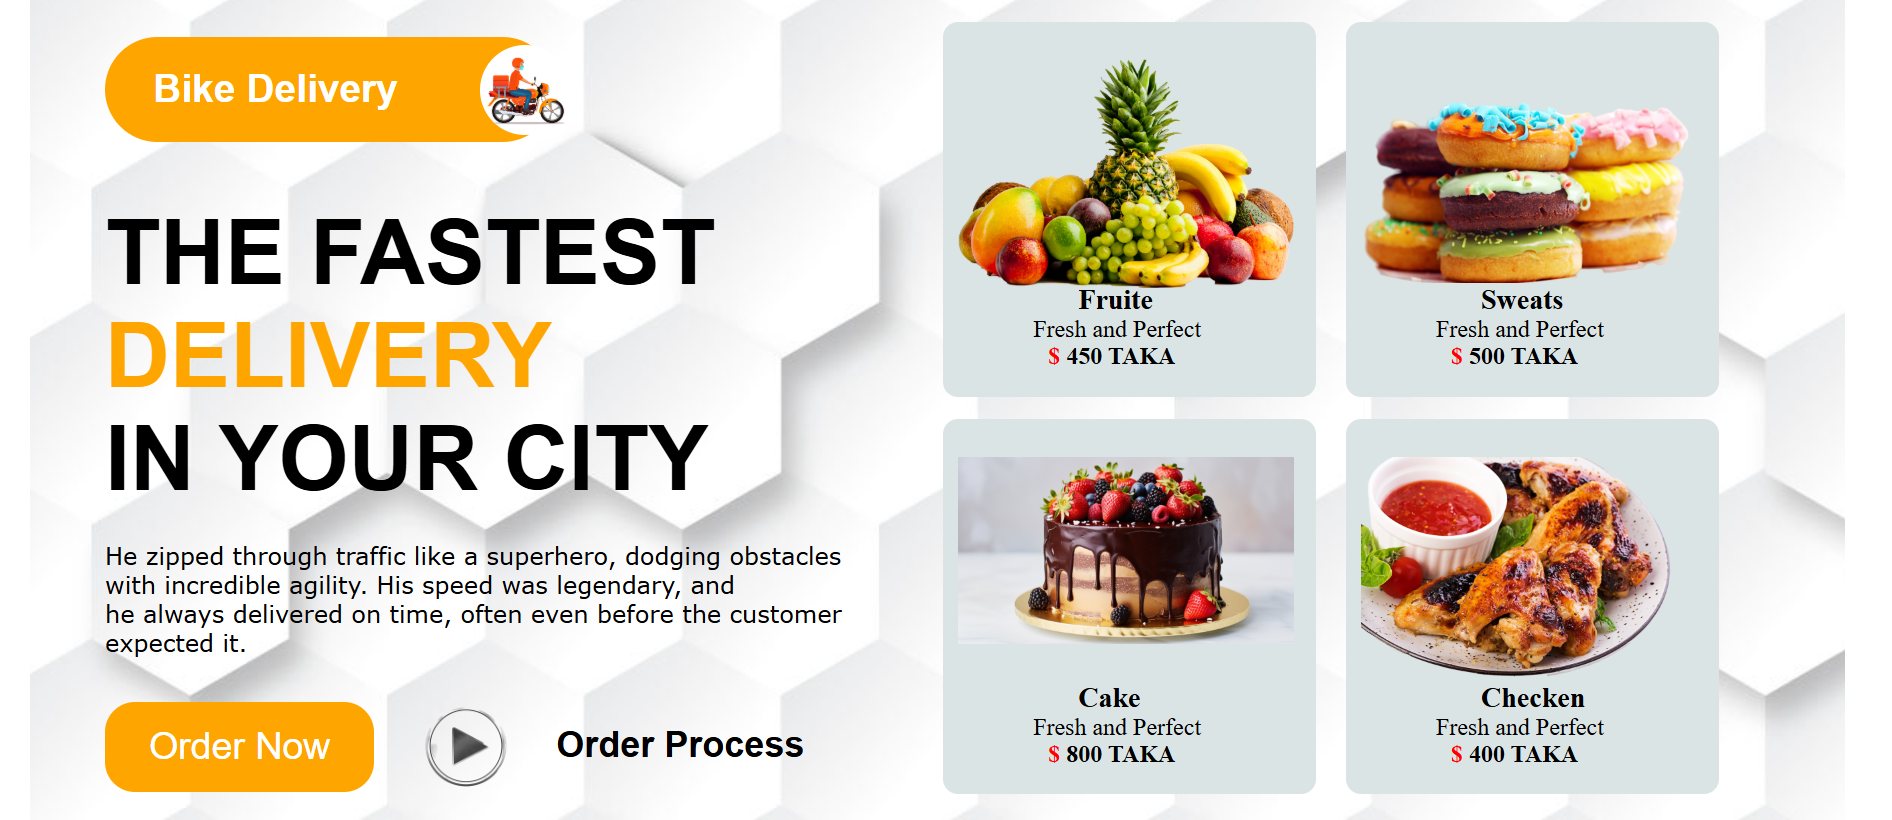 Bike Delivery
THE FASTEST
DELIVERY
IN YOUR CITY
He zipped through traffic like a superhero, dodging obstacles
with incredible agility. His speed was legendary, and
he always delivered on time, often even before the customer
expected it.
Order Now
Order Process
Fruite
Fresh and Perfect
$ 450 TAKA
Sweats
Fresh and Perfect
$ 500 TAKA
Cake
Fresh and Perfect
$ 800 TAKA
Checken
Fresh and Perfect
$ 400 TAKA